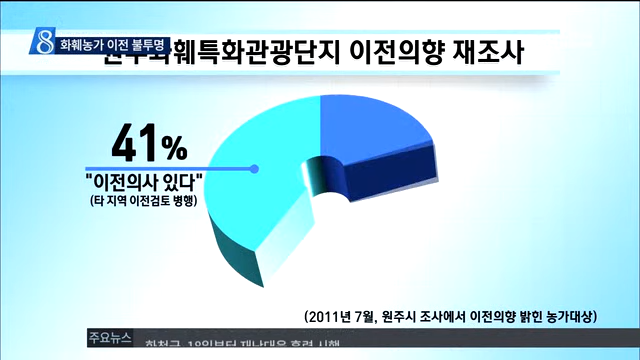 8 화훼농가 이전 불투명
원주화훼특화관광단지 이전의향 재조사
41%
"이전의사 있다"
(타 지역 이전검토 병행)
(2011년 7월, 원주시 조사에서 이전의향 밝힌 농가대상)
주요뉴스